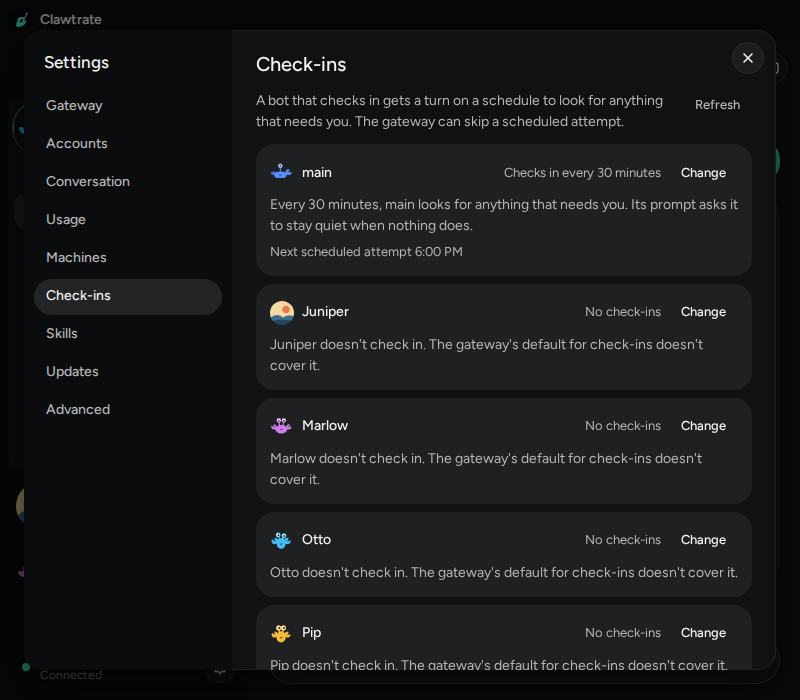 Clawtrate
Settings
Gateway
Accounts
Conversation
Usage
Machines
Check-ins
Skills
Updates
Advanced
Check-ins
A bot that checks in gets a turn on a schedule to look for anything
that needs you. The gateway can skip a scheduled attempt.
Refresh
main
Checks in every 30 minutes
Change
Every 30 minutes, main looks for anything that needs you. Its prompt asks it
to stay quiet when nothing does.
Next scheduled attempt 6:00 PM
Juniper
No check-ins
Change
Juniper doesn't check in. The gateway's default for check-ins doesn't
cover it.
Marlow
No check-ins
Change
Marlow doesn't check in. The gateway's default for check-ins doesn't
cover it.
Otto
No check-ins
Change
Otto doesn't check in. The gateway's default for check-ins doesn't cover it.
Pip
No check-ins
Change
Pip doesn't check in. The gateway's default for check-ins doesn't cover it.
Connected